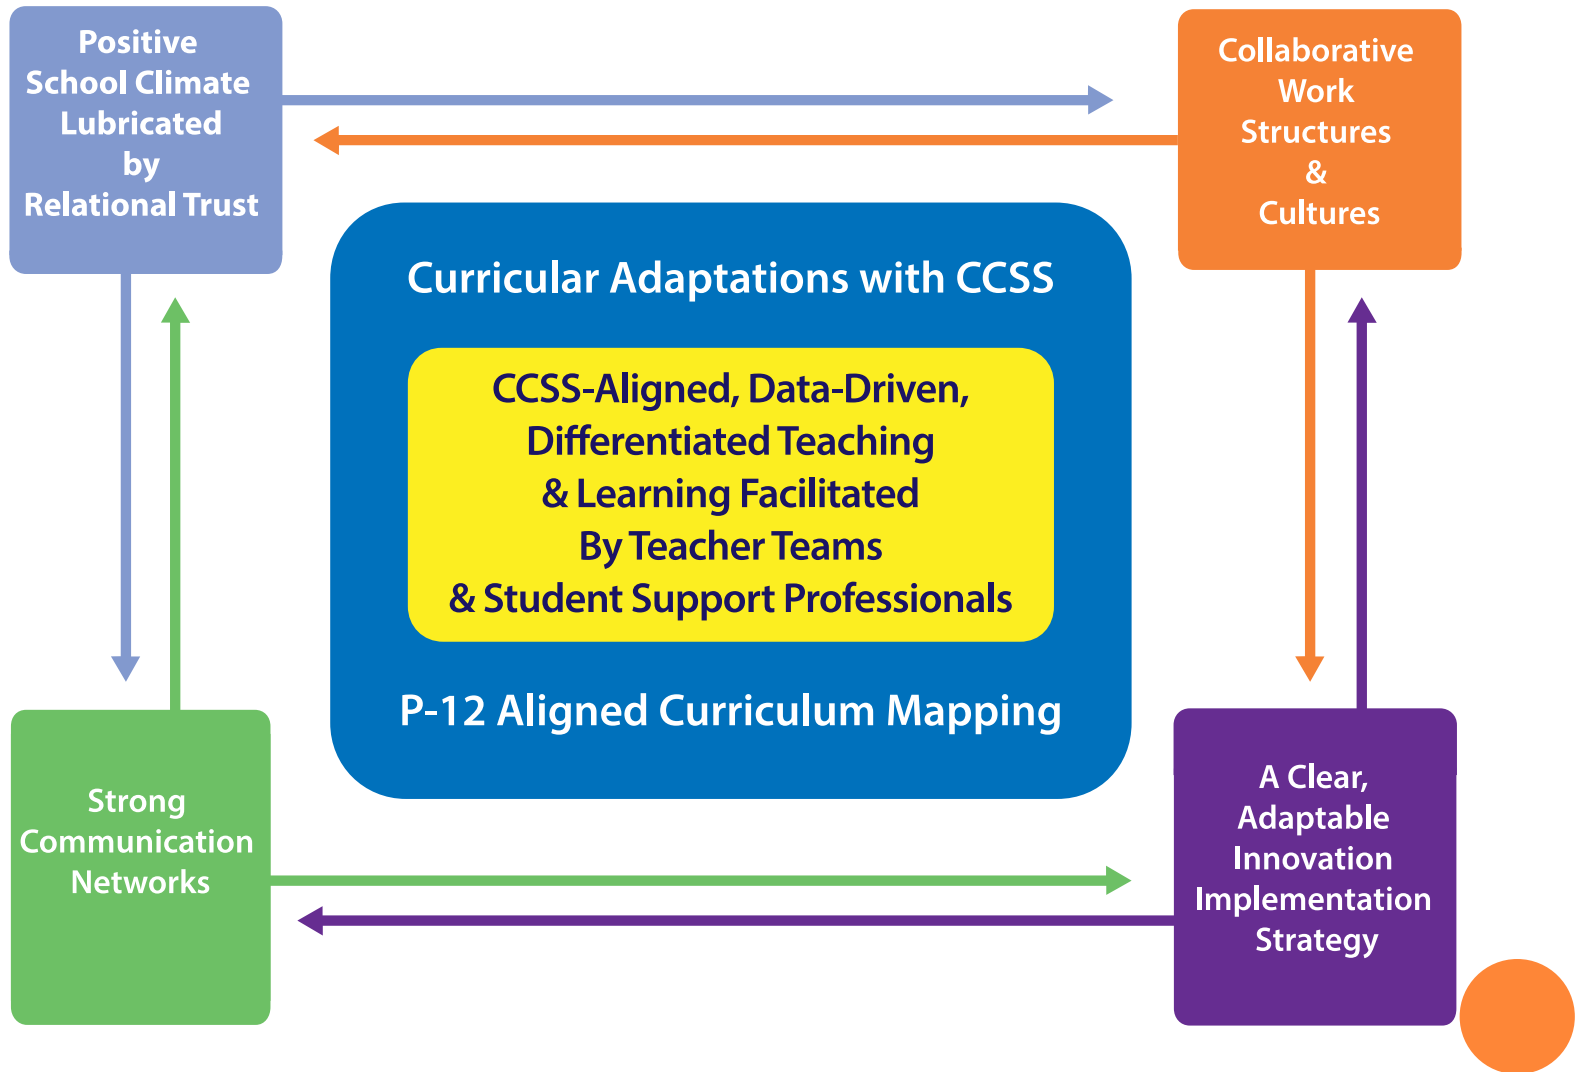 Positive
School Climate
Lubricated
by
Relational Trust
Collaborative
Work
Structures
&
Cultures
Curricular Adaptations with CCSS
CCSS-Aligned, Data-Driven,
Differentiated Teaching
& Learning Facilitated
By Teacher Teams
& Student Support Professionals
P-12 Aligned Curriculum Mapping
Strong
Communication
Networks
A Clear,
Adaptable
Innovation
Implementation
Strategy